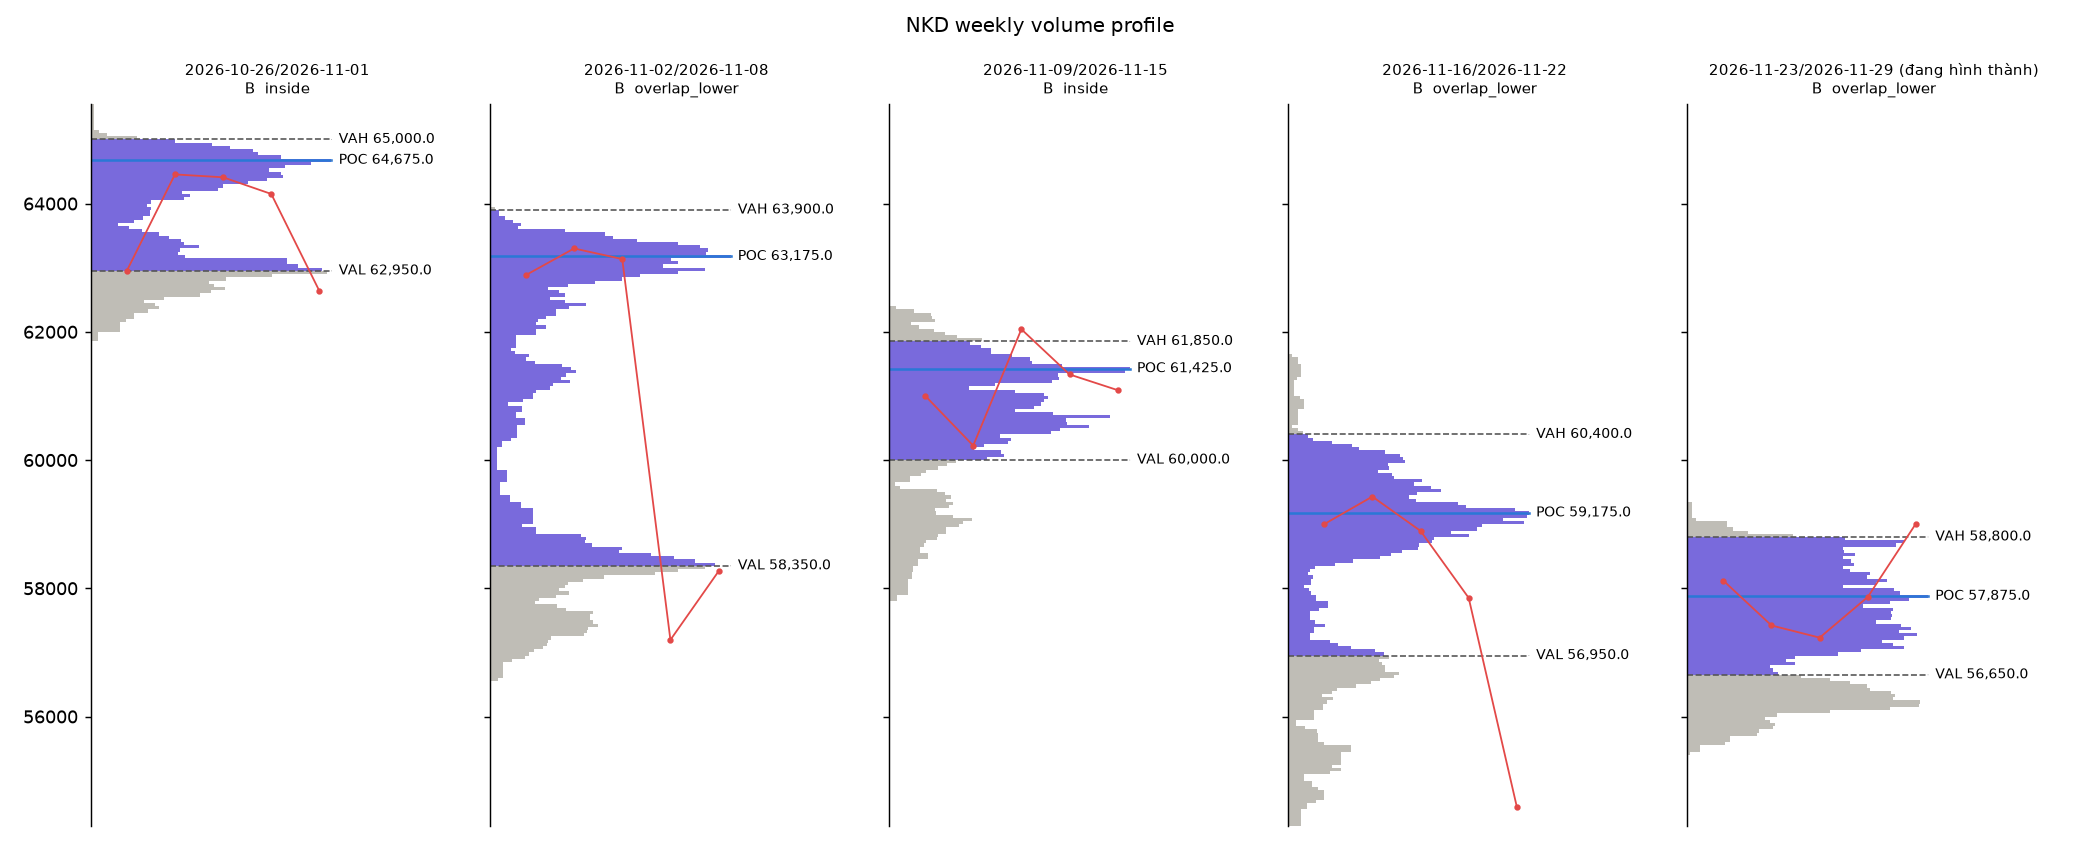 NKD weekly volume profile
2026-10-26/2026-11-01
B  inside
2026-11-02/2026-11-08
B  overlap_lower
2026-11-09/2026-11-15
B  inside
2026-11-16/2026-11-22
B  overlap_lower
2026-11-23/2026-11-29 (đang hình thành)
B  overlap_lower
64000
62000
60000
58000
56000
VAH 65,000.0
POC 64,675.0
VAL 62,950.0
VAH 63,900.0
POC 63,175.0
VAL 58,350.0
VAH 61,850.0
POC 61,425.0
VAL 60,000.0
VAH 60,400.0
POC 59,175.0
VAL 56,950.0
VAH 58,800.0
POC 57,875.0
VAL 56,650.0